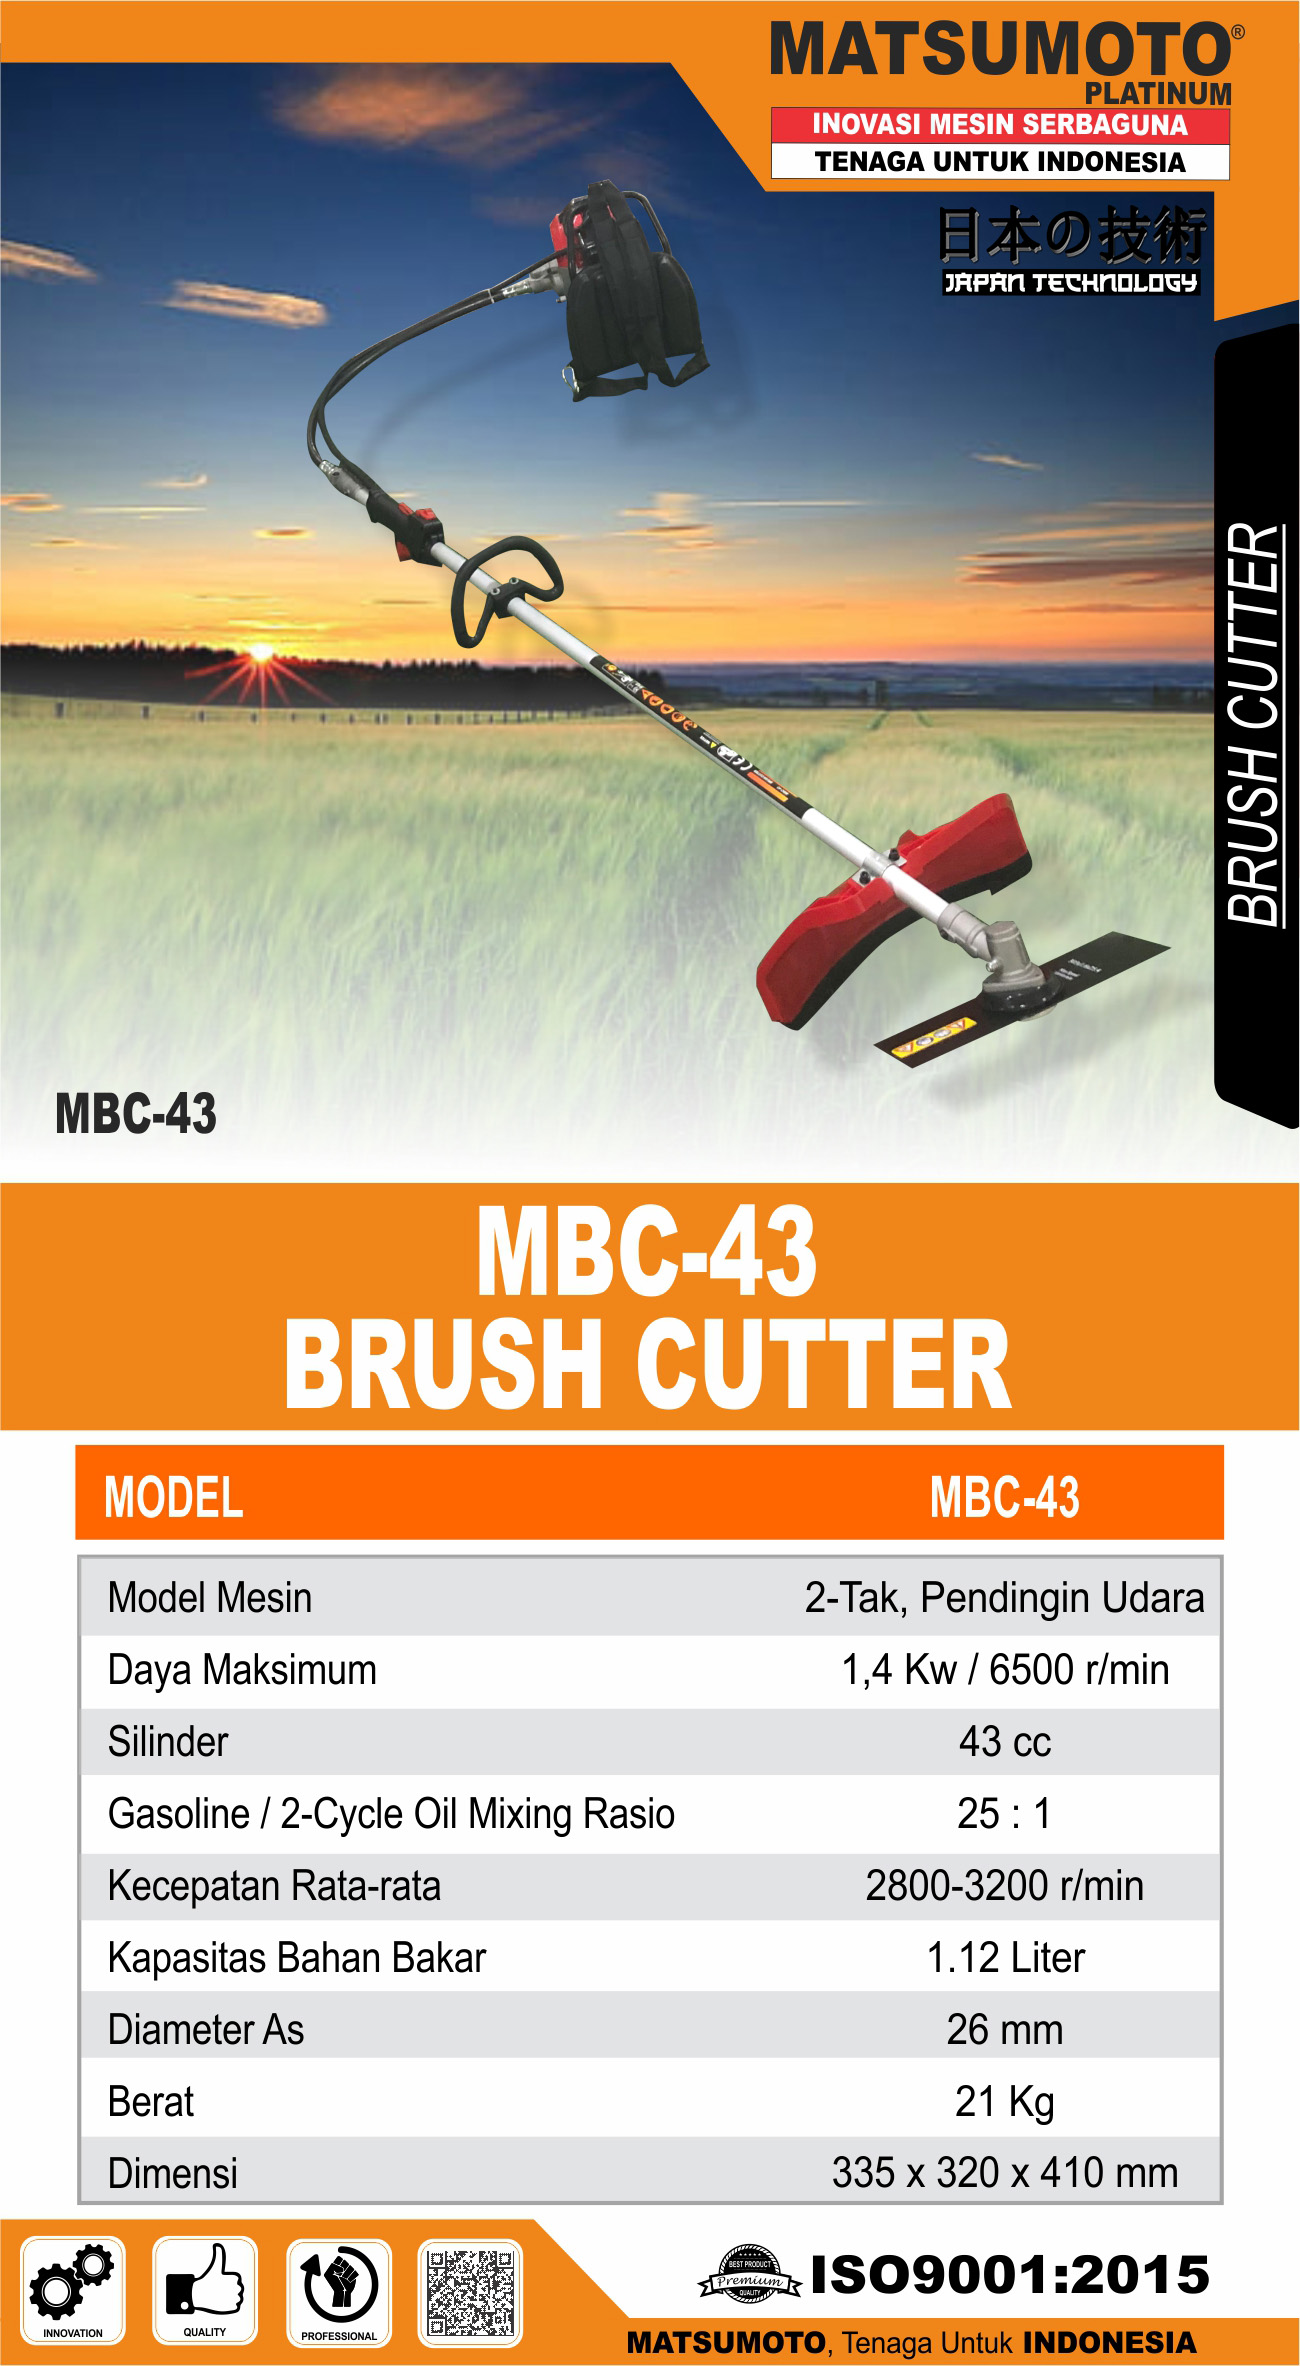 MATSUMOTO®
PLATINUM
INOVASI MESIN SERBAGUNA
TENAGA UNTUK INDONESIA
日本の技術
JAPAN TECHNOLOGY
BRUSH CUTTER
MBC-43
MBC-43
BRUSH CUTTER
MODEL MBC-43
Model Mesin 2-Tak, Pendingin Udara
Daya Maksimum 1,4 Kw / 6500 r/min
Silinder 43 cc
Gasoline / 2-Cycle Oil Mixing Rasio 25 : 1
Kecepatan Rata-rata 2800-3200 r/min
Kapasitas Bahan Bakar 1.12 Liter
Diameter As 26 mm
Berat 21 Kg
Dimensi 335 x 320 x 410 mm
INNOVATION
QUALITY
PROFESSIONAL
BEST PRODUCT
Premium
QUALITY
ISO9001:2015
MATSUMOTO, Tenaga Untuk INDONESIA